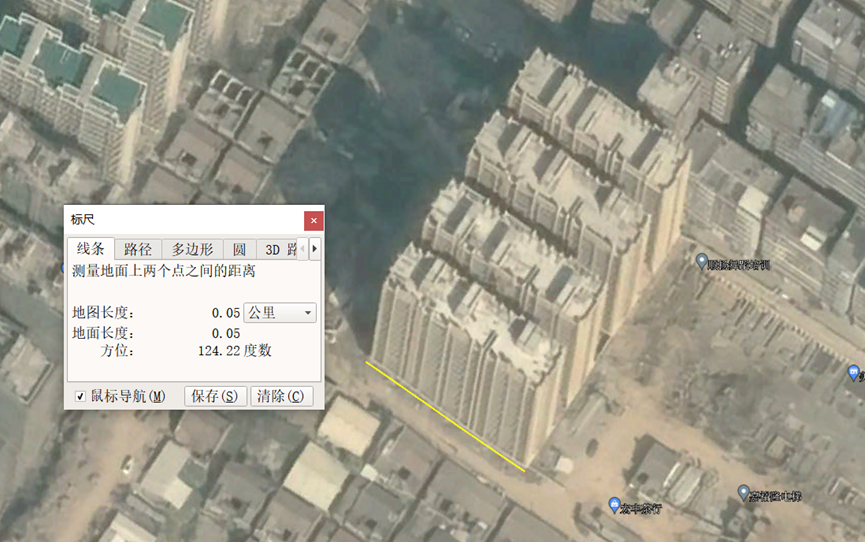 标尺
线条 路径 多边形 圆 3D 路
测量地面上两个点之间的距离
地图长度: 0.05 公里
地面长度: 0.05
方位: 124.22 度数
鼠标导航(M) 保存(S) 清除(C)